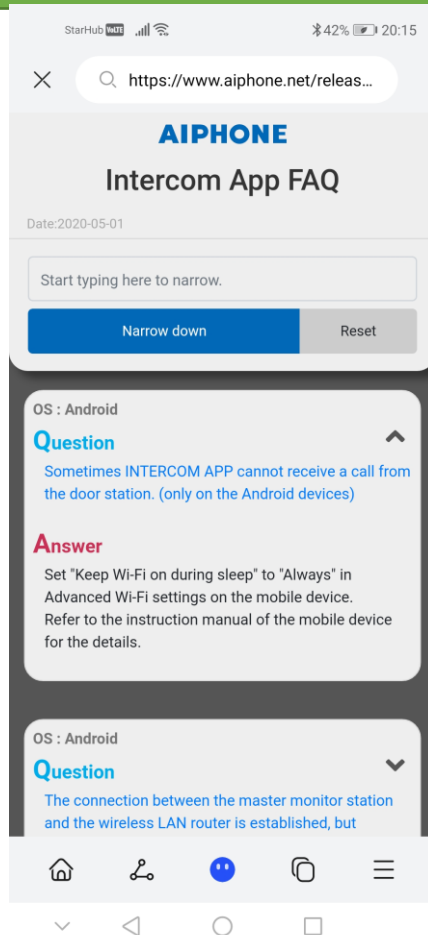 StarHub VoLTE 42% 20:15
https://www.aiphone.net/releas...
AIPHONE
Intercom App FAQ
Date:2020-05-01
Start typing here to narrow.
Narrow down Reset
OS : Android
Question
Sometimes INTERCOM APP cannot receive a call from
the door station. (only on the Android devices)
Answer
Set "Keep Wi-Fi on during sleep" to "Always" in
Advanced Wi-Fi settings on the mobile device.
Refer to the instruction manual of the mobile device
for the details.
OS : Android
Question
The connection between the master monitor station
and the wireless LAN router is established, but